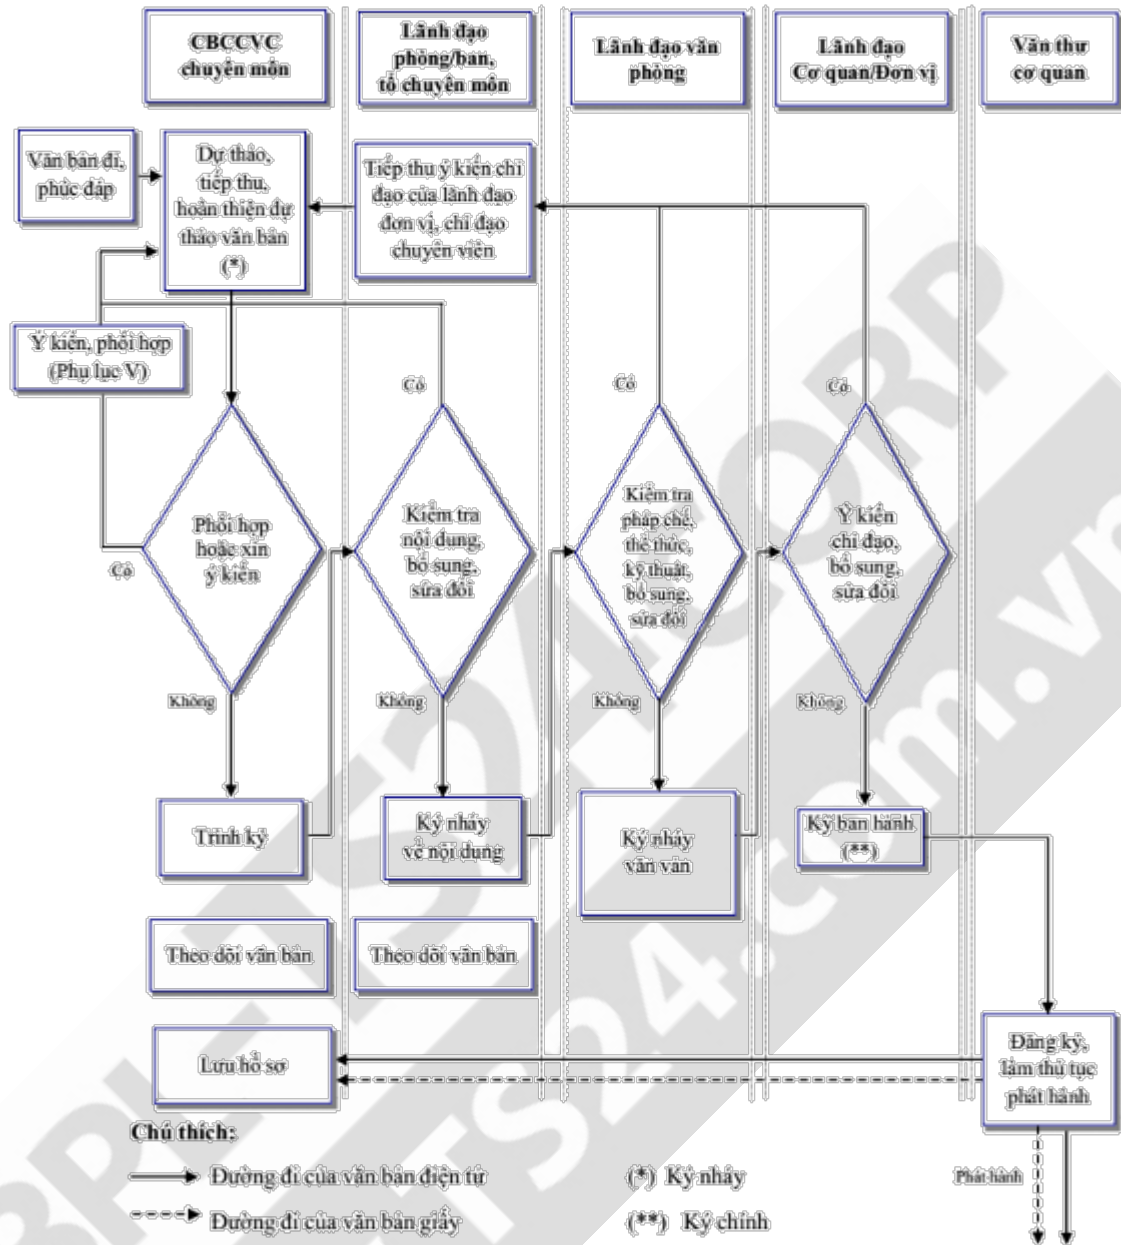 CBCCVC
chuyên môn
Lãnh đạo
phòng/ban,
tổ chuyên môn
Lãnh đạo văn
phòng
Lãnh đạo
Cơ quan/Đơn vị
Văn thư
cơ quan
Văn bản đi,
phúc đáp
Dự thảo,
tiếp thu,
hoàn thiện dự
thảo văn bản
(*)
Tiếp thu ý kiến chỉ
đạo của lãnh đạo
đơn vị, chỉ đạo
chuyên viên
Ý kiến, phối hợp
(Phụ lục V)
Có
Có
Có
Phối hợp
hoặc xin
ý kiến
Có
Kiểm tra
nội dung,
bổ sung,
sửa đổi
Kiểm tra
pháp chế,
thể thức,
kỹ thuật,
bổ sung,
sửa đổi
Ý kiến
chỉ đạo,
bổ sung,
sửa đổi
Không
Không
Không
Không
Trình ký
Ký nháy
về nội dung
Ký nháy
văn văn
Ký ban hành
(**)
Theo dõi văn bản
Theo dõi văn bản
Lưu hồ sơ
Đăng ký,
làm thủ tục
phát hành
Chú thích:
Đường đi của văn bản điện tử
(*) Ký nháy
Phát hành
Đường đi của văn bản giấy
(**) Ký chính
TS24CORP
TS24.com.vn